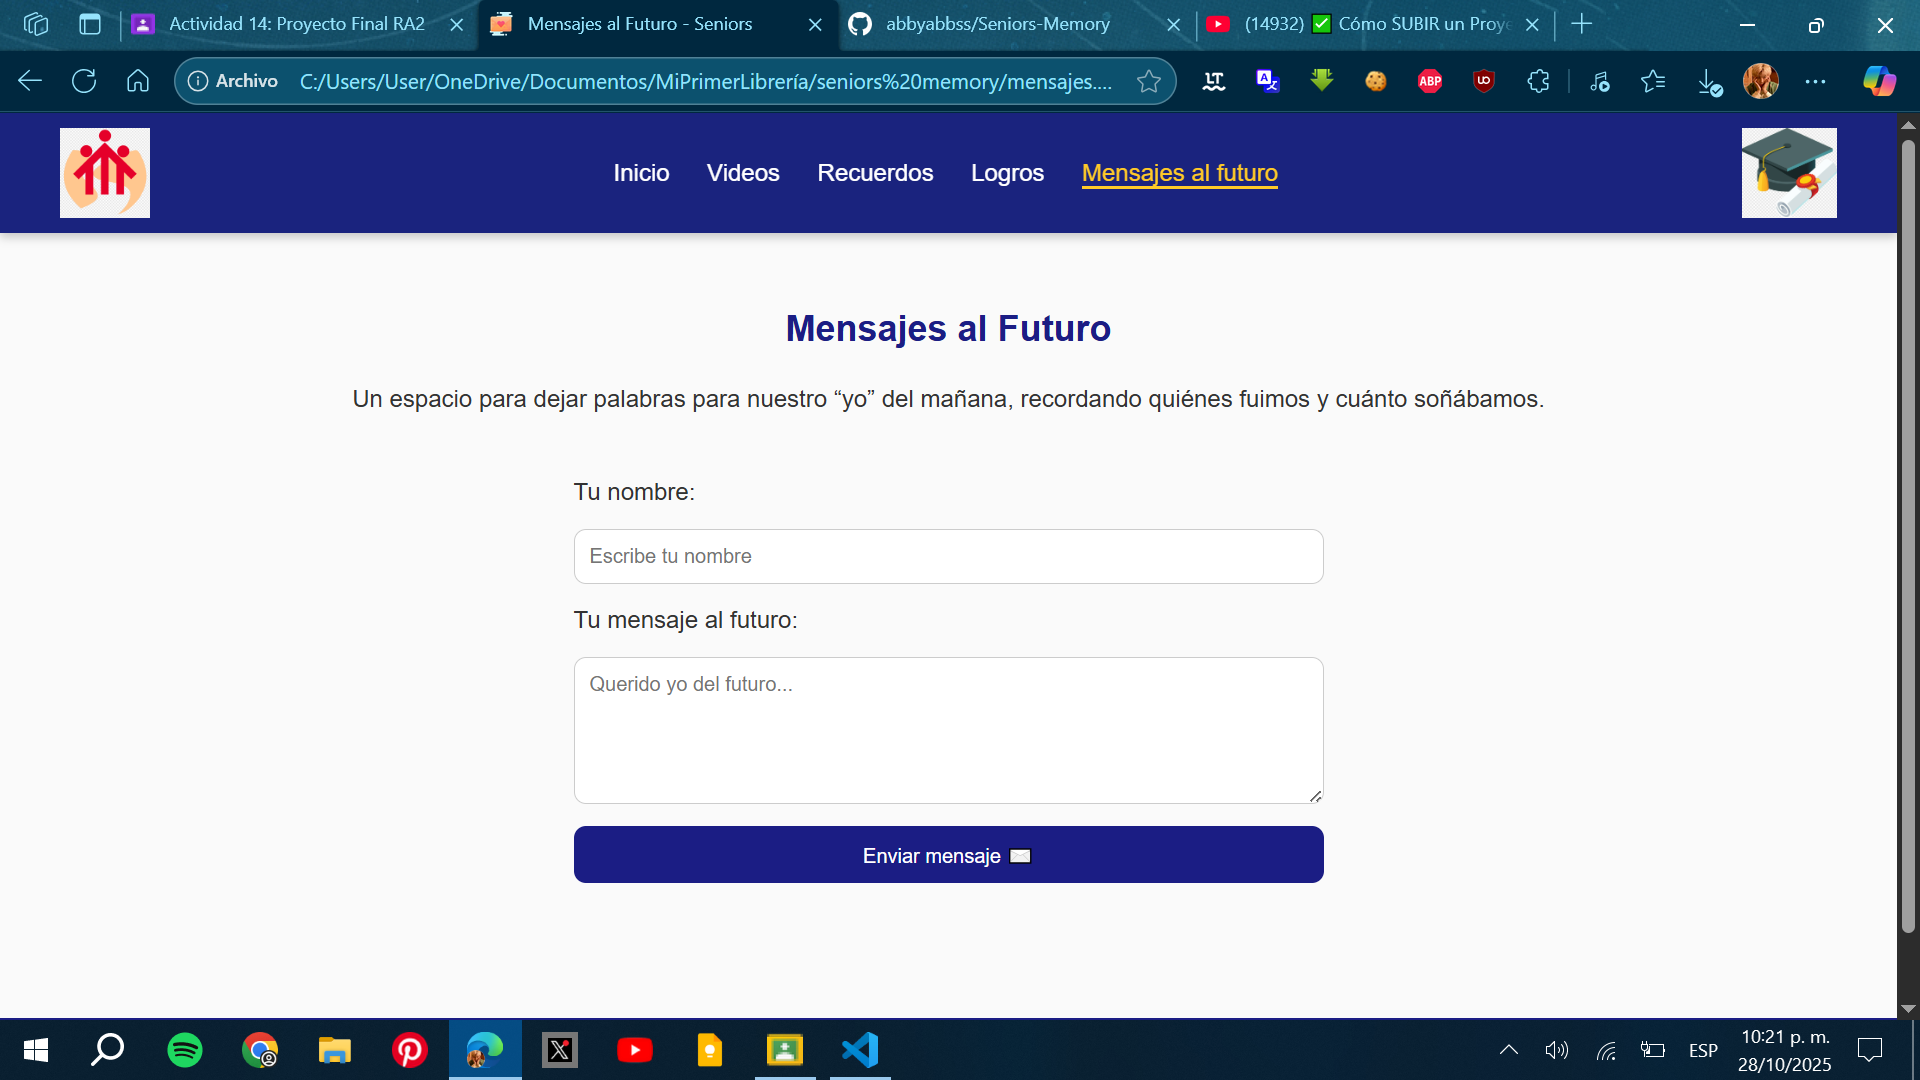 Actividad 14: Proyecto Final RA2
Mensajes al Futuro - Seniors
abbyabbss/Seniors-Memory
(14932) ✅ Cómo SUBIR un Proye
Archivo
C:/Users/User/OneDrive/Documentos/MiPrimerLibrería/seniors%20memory/mensajes....
Inicio
Videos
Recuerdos
Logros
Mensajes al futuro
Mensajes al Futuro
Un espacio para dejar palabras para nuestro “yo” del mañana, recordando quiénes fuimos y cuánto soñábamos.
Tu nombre:
Escribe tu nombre
Tu mensaje al futuro:
Querido yo del futuro...
Enviar mensaje ✉️
ESP
10:21 p. m.
28/10/2025